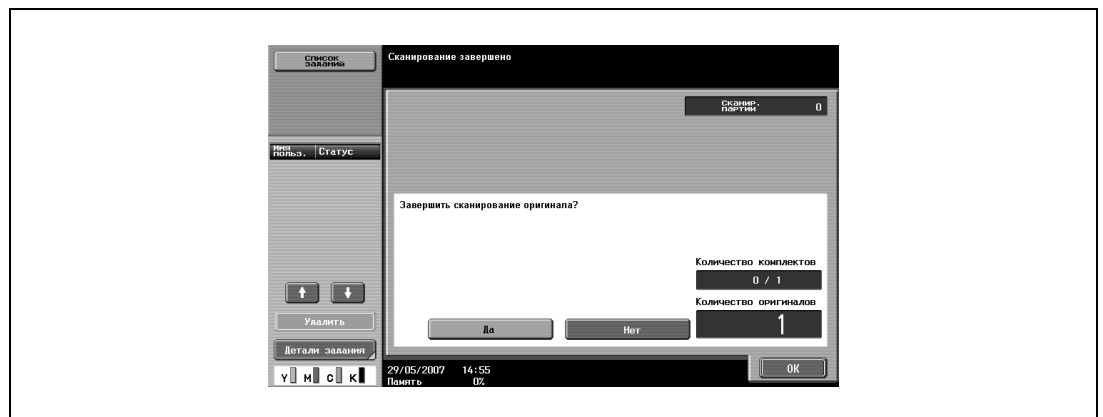 Список
задания
Сканирование завершено
Сканир.
партии
0
Имя
польз.
Статус
Завершить сканирование оригинала?
Количество комплектов
0 / 1
Количество оригиналов
1
Удалить
Да
Нет
Детали задания
OK
Y M C K
29/05/2007 14:55
Память 0%